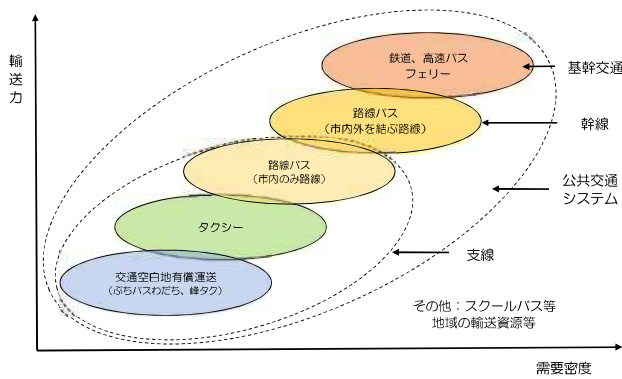 輸送力
鉄道、高速バス
フェリー
基幹交通
路線バス
（市内外を結ぶ路線）
幹線
路線バス
（市内のみ路線）
公共交通
システム
タクシー
支線
交通空白地有償運送
（ぶちバスわだち、峰タク）
その他：スクールバス等
地域の輸送資源等
需要密度